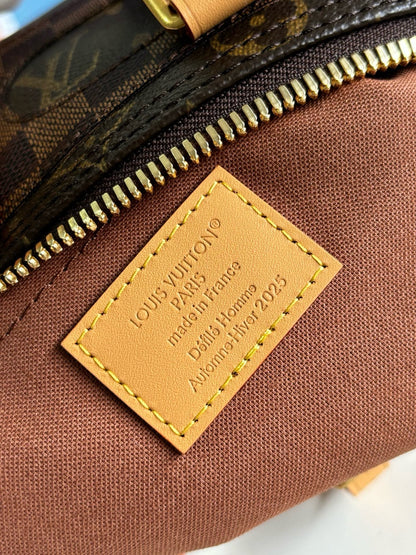 LOUIS VUITTON®
PARIS
made in France
Défilé Homme
Automne-Hiver 2025